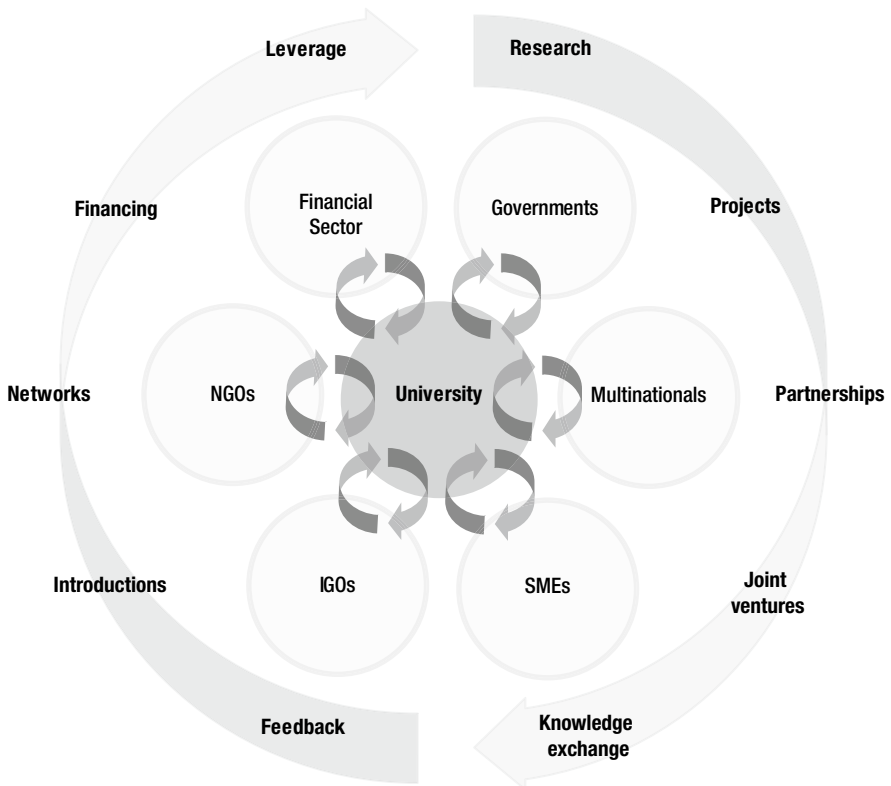 Leverage
Research
Financial
Sector
Governments
Financing
Projects
Networks
NGOs
University
Multinationals
Partnerships
Introductions
IGOs
SMEs
Joint
ventures
Feedback
Knowledge
exchange